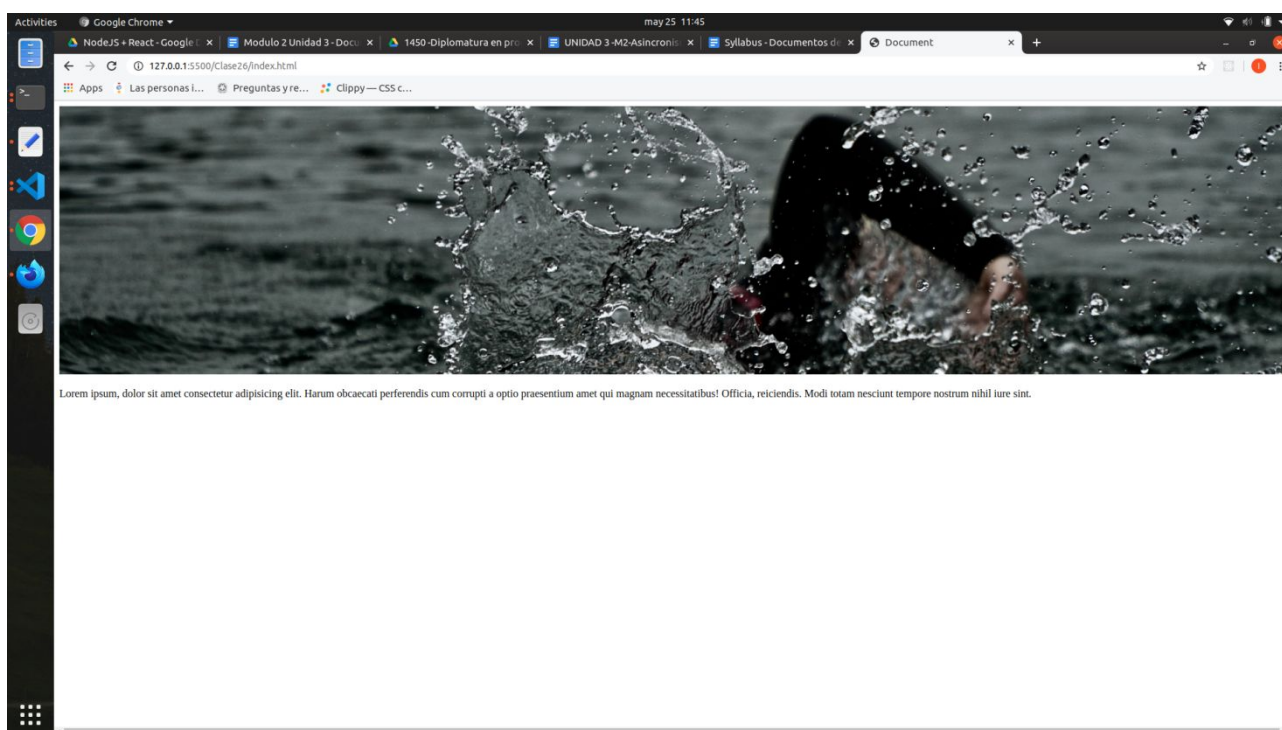 Activities Google Chrome may 25 11:45
NodeJS + React - Google D Modulo 2 Unidad 3 - Docu 1450 -Diplomatura en pro UNIDAD 3 -M2-Asincronis Syllabus - Documentos de Document
127.0.0.1:5500/Clase26/index.html
Apps Las personas i... Preguntas y re... Clippy — CSS c...
Lorem ipsum, dolor sit amet consectetur adipisicing elit. Harum obcaecati perferendis cum corrupti a optio praesentium amet qui magnam necessitatibus! Officia, reiciendis. Modi totam nesciunt tempore nostrum nihil iure sint.